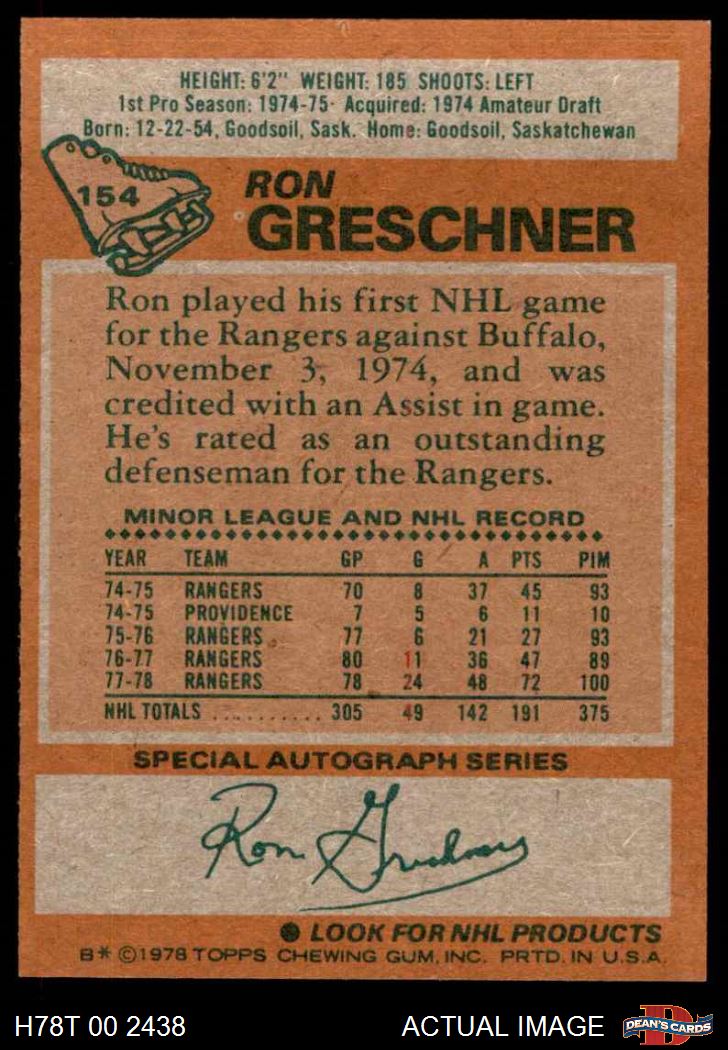 HEIGHT: 6'2" WEIGHT: 185 SHOOTS: LEFT
1st Pro Season: 1974-75· Acquired: 1974 Amateur Draft
Born: 12-22-54, Goodsoil, Sask. Home: Goodsoil, Saskatchewan
154
RON
GRESCHNER
Ron played his first NHL game
for the Rangers against Buffalo,
November 3, 1974, and was
credited with an Assist in game.
He's rated as an outstanding
defenseman for the Rangers.
MINOR LEAGUE AND NHL RECORD
YEAR TEAM GP G A PTS PIM
74-75 RANGERS 70 8 37 45 93
74-75 PROVIDENCE 7 5 6 11 10
75-76 RANGERS 77 6 21 27 93
76-77 RANGERS 80 11 36 47 89
77-78 RANGERS 78 24 48 72 100
NHL TOTALS .......... 305 49 142 191 375
SPECIAL AUTOGRAPH SERIES
Ron Greschner
● LOOK FOR NHL PRODUCTS
B* ©1978 TOPPS CHEWING GUM, INC. PRTD. IN U.S.A.
H78T 00 2438 ACTUAL IMAGE DEAN'S CARDS